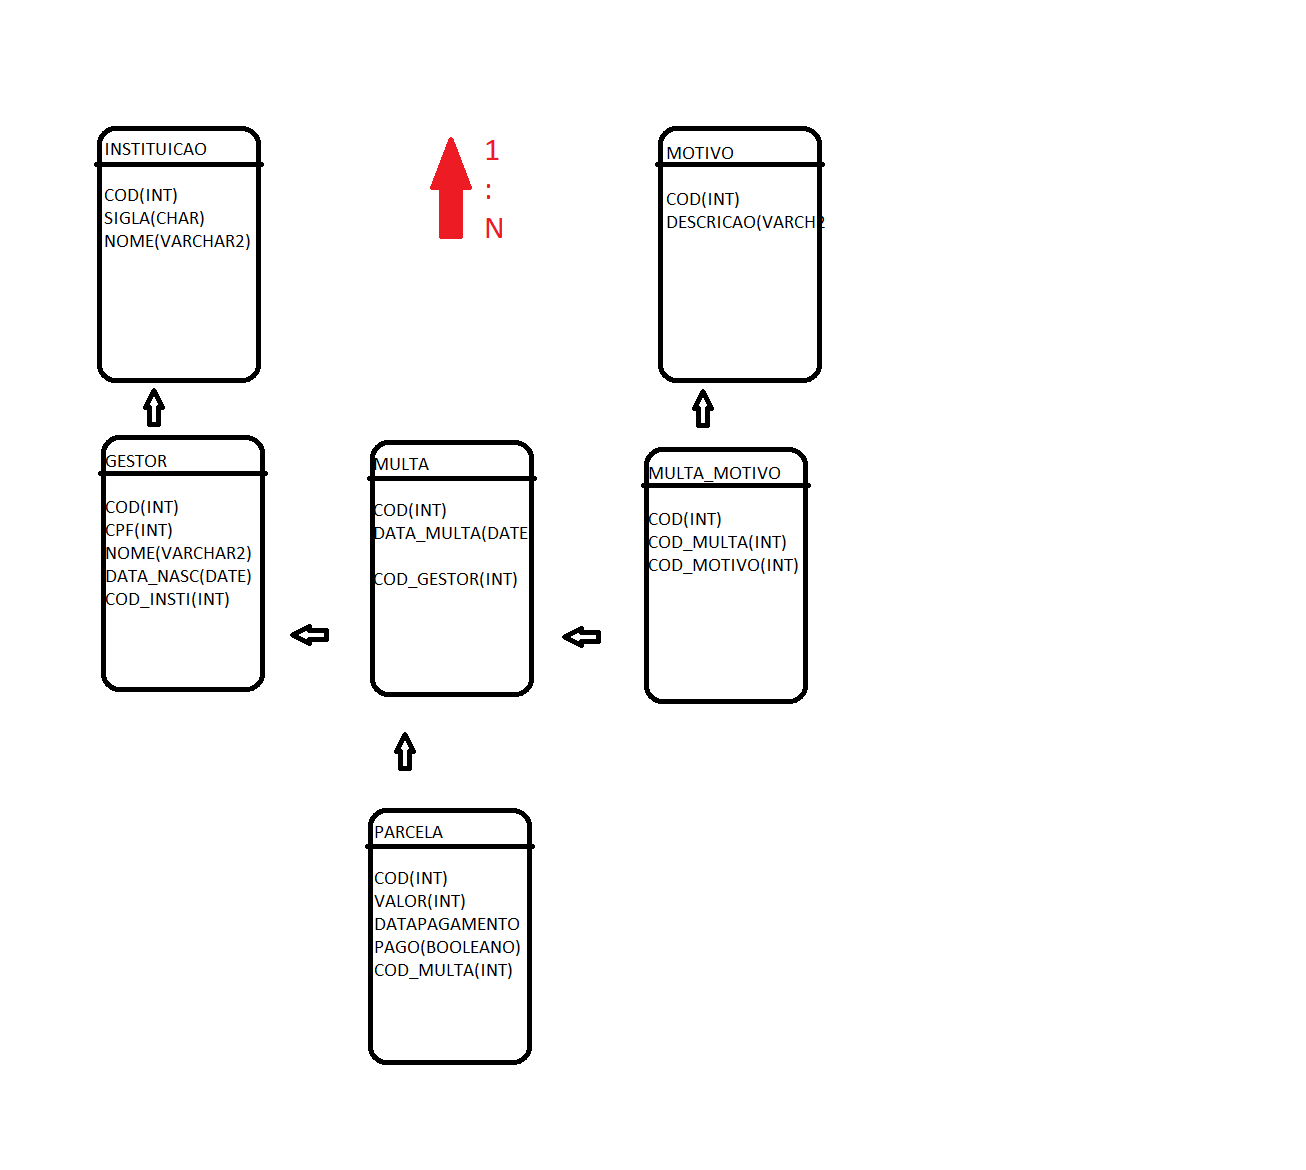 INSTITUICAO
COD(INT)
SIGLA(CHAR)
NOME(VARCHAR2)
1
:
N
MOTIVO
COD(INT)
DESCRICAO(VARCH2
GESTOR
COD(INT)
CPF(INT)
NOME(VARCHAR2)
DATA_NASC(DATE)
COD_INSTI(INT)
MULTA
COD(INT)
DATA_MULTA(DATE
COD_GESTOR(INT)
MULTA_MOTIVO
COD(INT)
COD_MULTA(INT)
COD_MOTIVO(INT)
PARCELA
COD(INT)
VALOR(INT)
DATAPAGAMENTO
PAGO(BOOLEANO)
COD_MULTA(INT)